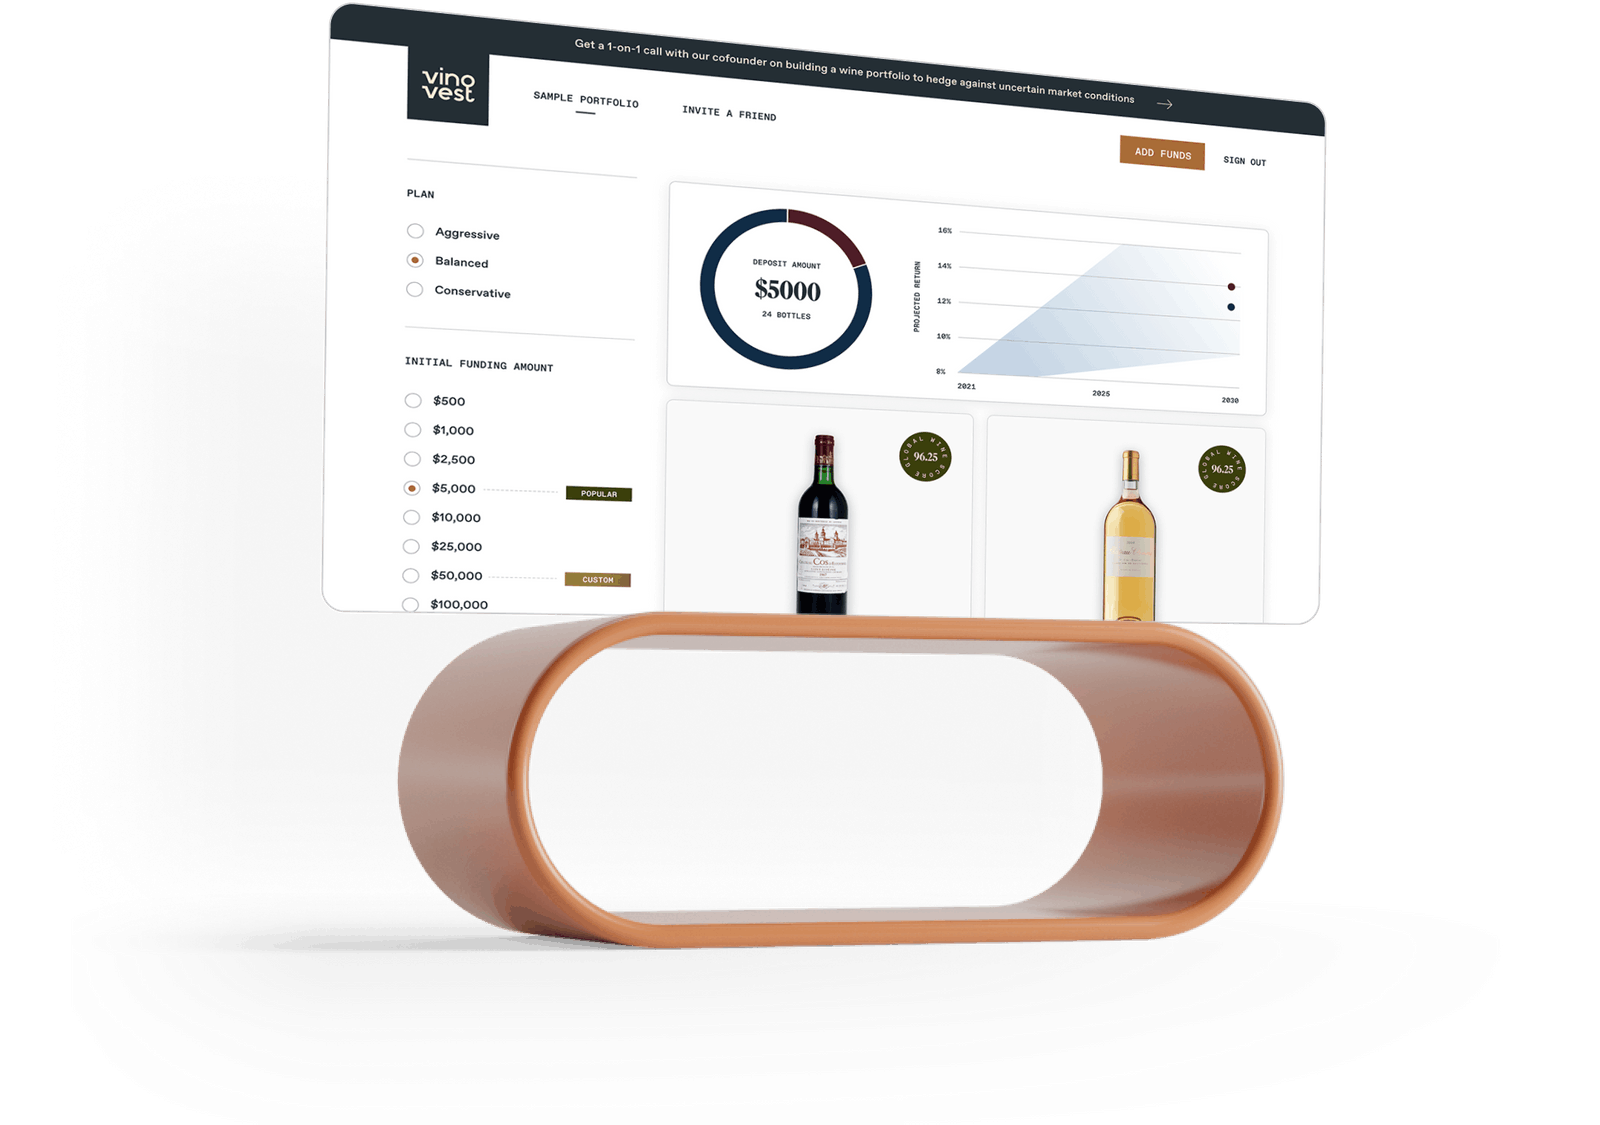 Get a 1-on-1 call with our cofounder on building a wine portfolio to hedge against uncertain market conditions →
vino
vest
SAMPLE PORTFOLIO
INVITE A FRIEND
ADD FUNDS
SIGN OUT
PLAN
Aggressive
Balanced
Conservative
INITIAL FUNDING AMOUNT
$500
$1,000
$2,500
$5,000
POPULAR
$10,000
$25,000
$50,000
CUSTOM
$100,000
DEPOSIT AMOUNT
$5000
24 BOTTLES
PROJECTED RETURN
16%
14%
12%
10%
8%
2021
2025
2030
GLOBAL WINE SCORE
96.25
GLOBAL WINE SCORE
96.25
COS